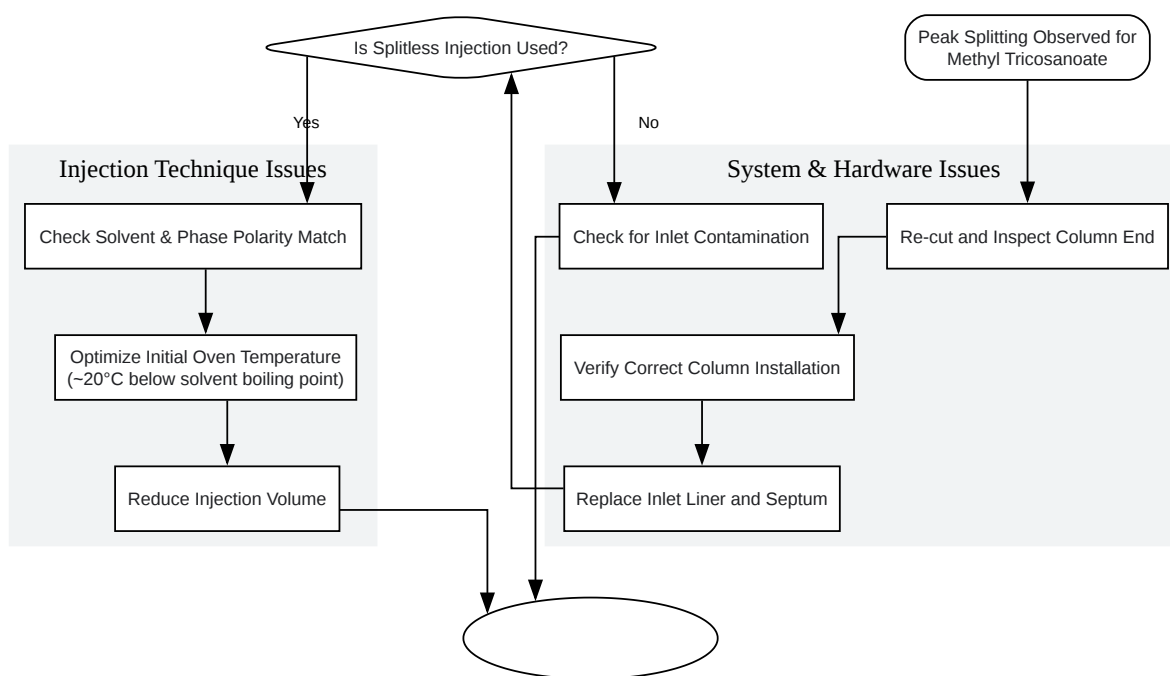 Is Splitless Injection Used?
Peak Splitting Observed for
Methyl Tricosanoate
Yes
No
Injection Technique Issues
System & Hardware Issues
Check Solvent & Phase Polarity Match
Check for Inlet Contamination
Re-cut and Inspect Column End
Optimize Initial Oven Temperature
(~20°C below solvent boiling point)
Verify Correct Column Installation
Reduce Injection Volume
Replace Inlet Liner and Septum